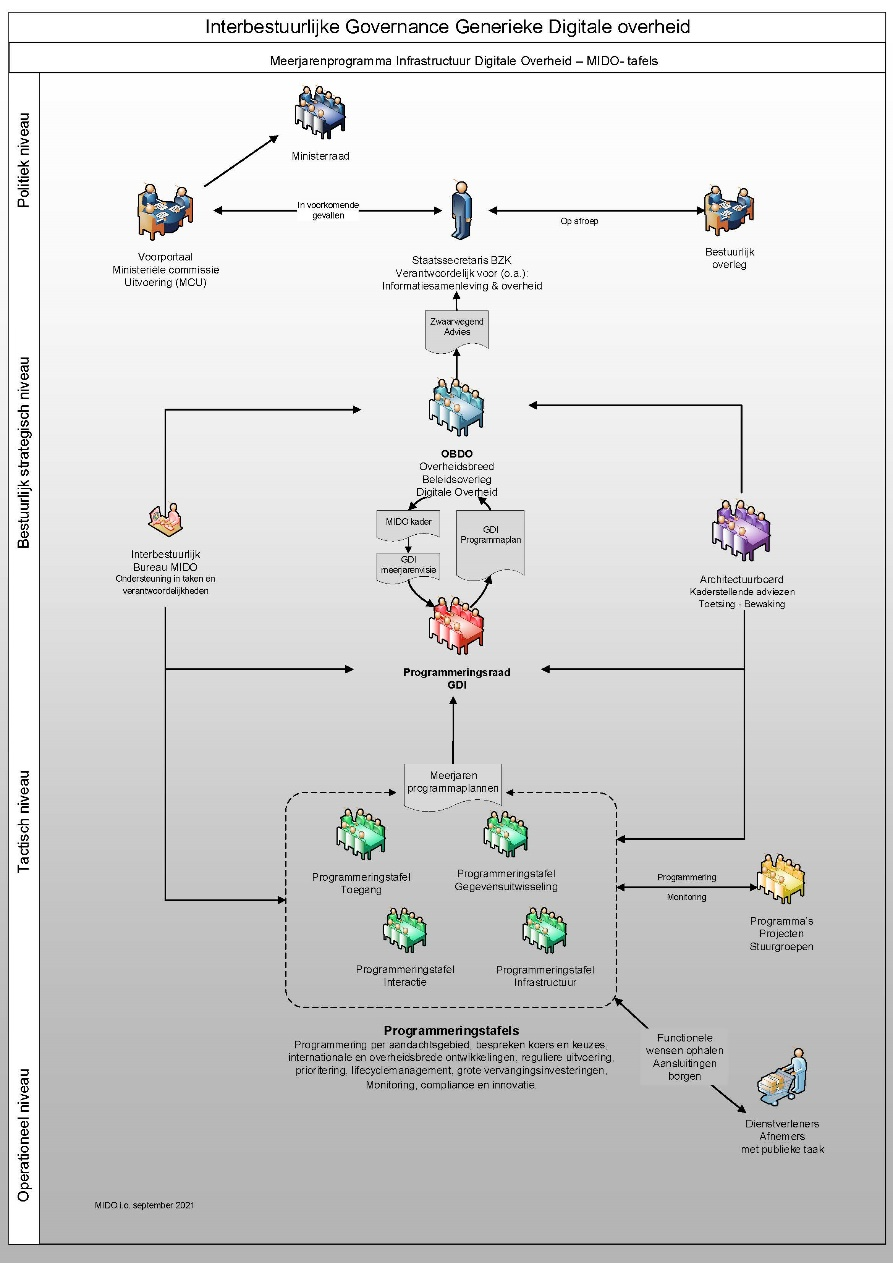 Interbestuurlijke Governance Generieke Digitale overheid
Meerjarenprogramma Infrastructuur Digitale Overheid – MIDO- tafels
Politiek niveau
Ministerraad
Voorportaal
Ministeriële commissie
Uitvoering (MCU)
In voorkomende
gevallen
Staatssecretaris BZK
Verantwoordelijk voor (o.a.):
Informatiesamenleving & overheid
Op afroep
Bestuurlijk
overleg
Zwaarwegend
Advies
Bestuurlijk strategisch niveau
OBDO
Overheidsbreed
Beleidsoverleg
Digitale Overheid
MIDO kader
GDI
meerjarenvisie
GDI
Programmaplan
Interbestuurlijk
Bureau MIDO
Ondersteuning in taken en
verantwoordelijkheden
Architectuurboard
Kaderstellende adviezen
Toetsing - Bewaking
Programmeringsraad
GDI
Tactisch niveau
Meerjaren
programmaplannen
Programmeringstafel
Toegang
Programmeringstafel
Gegevensuitwisseling
Programmeringstafel
Interactie
Programmeringstafel
Infrastructuur
Programmering
Monitoring
Programma's
Projecten
Stuurgroepen
Programmeringstafels
Programmering per aandachtsgebied, bespreken koers en keuzes,
internationale en overheidsbrede ontwikkelingen, reguliere uitvoering,
prioritering, lifecyclemanagement, grote vervangingsinvesteringen,
Monitoring, compliance en innovatie.
Functionele
wensen ophalen
Aansluitingen
borgen
Operationeel niveau
Dienstverleners
Afnemers
met publieke taak
MIDO i.o. september 2021